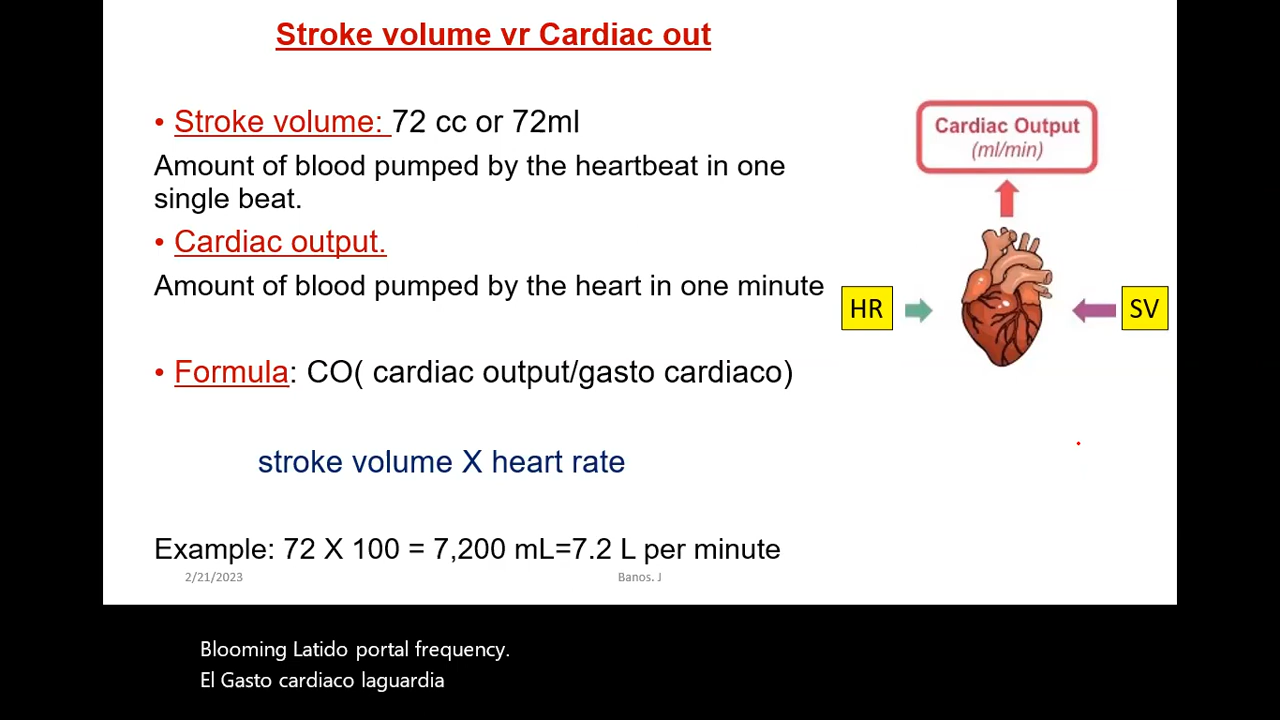 Stroke volume vr Cardiac out
• Stroke volume: 72 cc or 72ml
Amount of blood pumped by the heartbeat in one
single beat.
• Cardiac output.
Amount of blood pumped by the heart in one minute
• Formula: CO( cardiac output/gasto cardiaco)
stroke volume X heart rate
Example: 72 X 100 = 7,200 mL=7.2 L per minute
2/21/2023
Banos. J
Cardiac Output
(ml/min)
HR
SV
Blooming Latido portal frequency.
El Gasto cardiaco laguardia